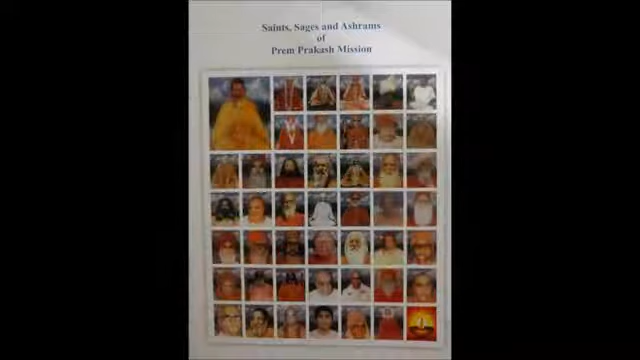 Saints, Sages and Ashrams
of
Prem Prakash Mission